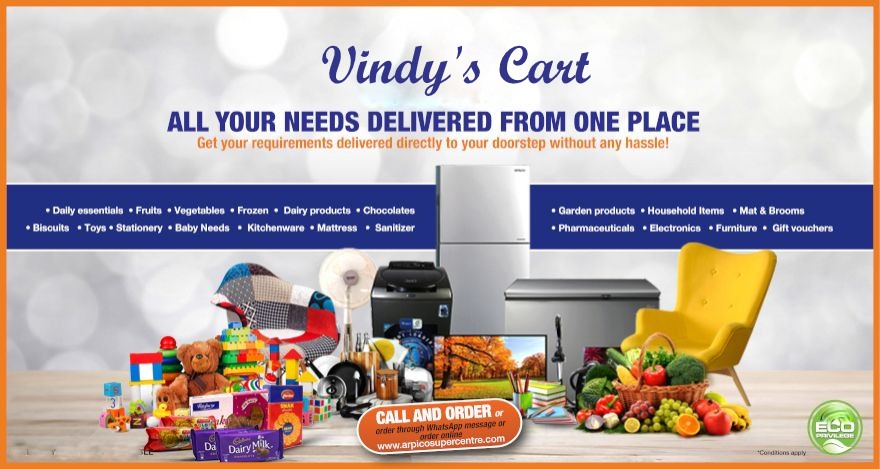 Vindy's Cart
ALL YOUR NEEDS DELIVERED FROM ONE PLACE
Get your requirements delivered directly to your doorstep without any hassle!
• Daily essentials • Fruits • Vegetables • Frozen • Dairy products • Chocolates
• Biscuits • Toys • Stationery • Baby Needs • Kitchenware • Mattress • Sanitizer
• Garden products • Household Items • Mat & Brooms
• Pharmaceuticals • Electronics • Furniture • Gift vouchers
CALL AND ORDER or
order through WhatsApp message or
order online
www.arpicosupercentre.com
Cadbury
Dairy Milk
Da
ECO
PRIVILEGE
*Conditions apply